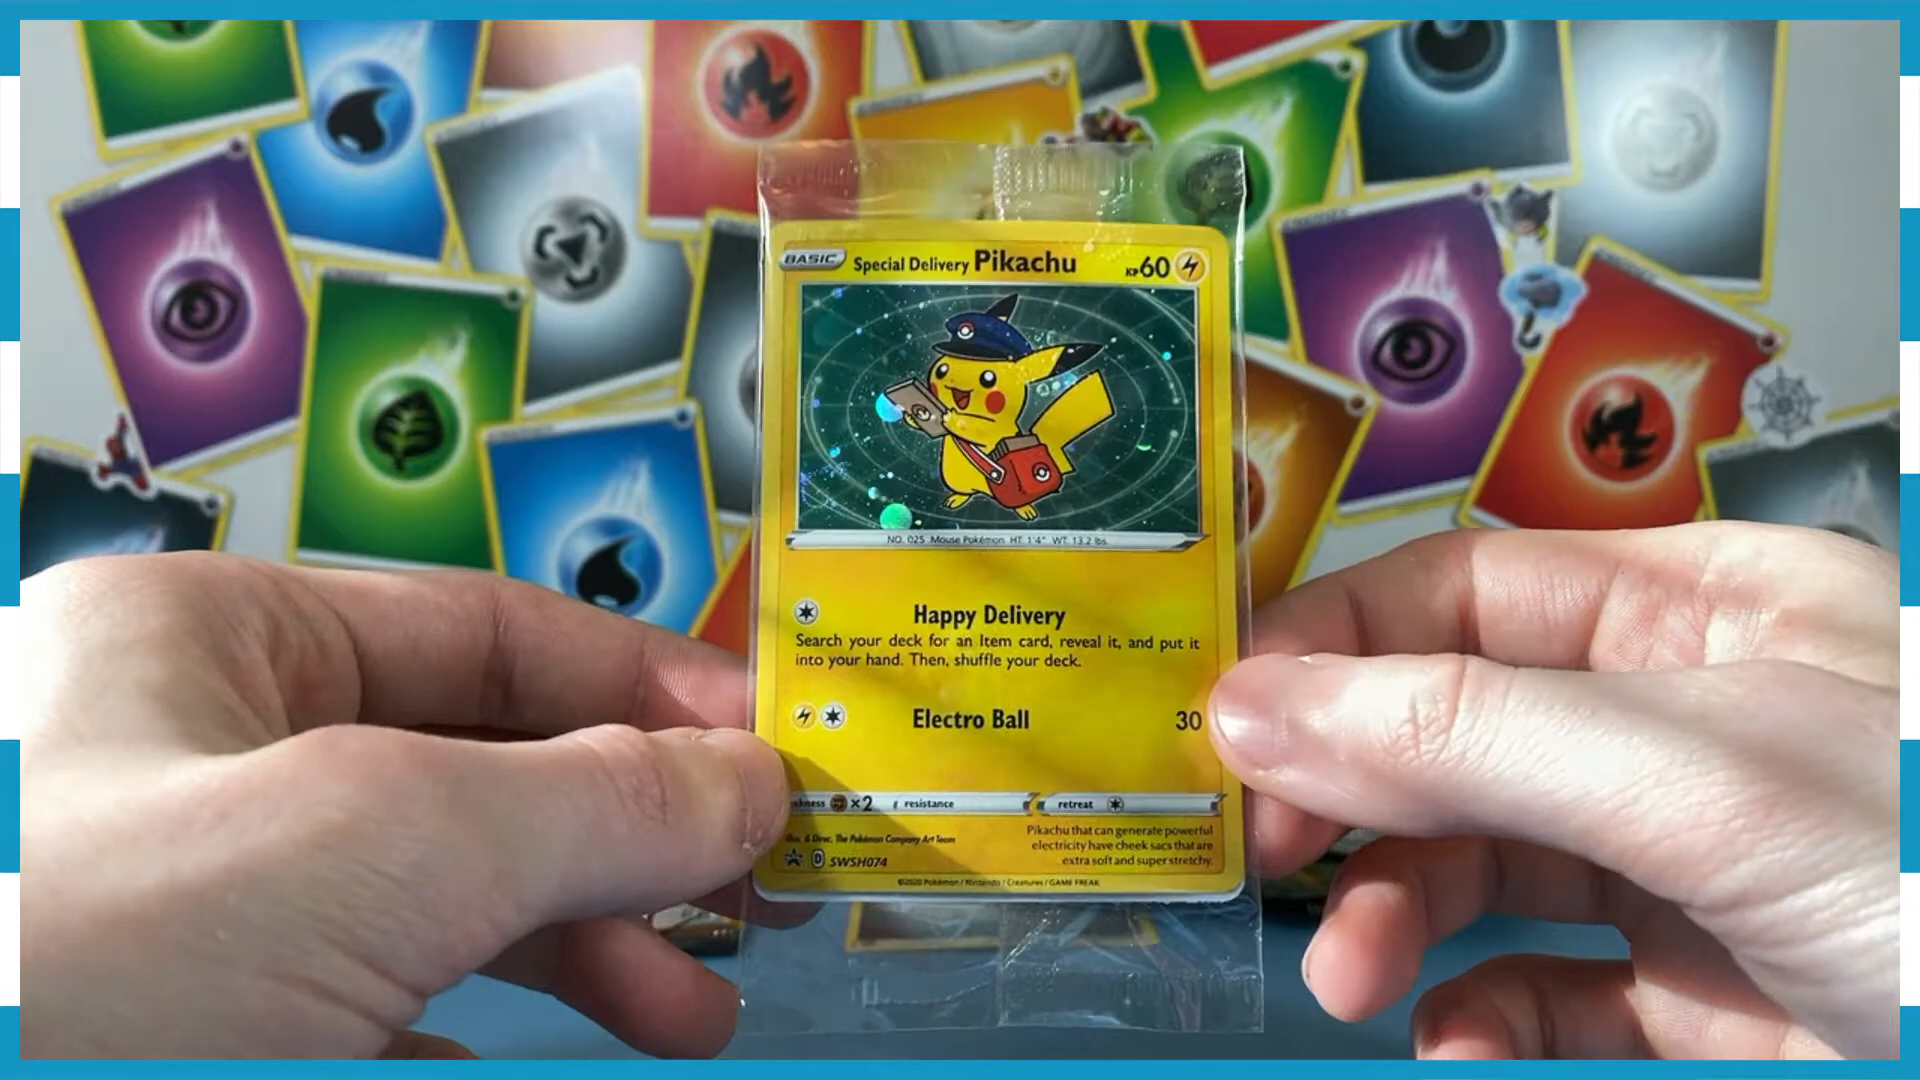 BASIC Special Delivery Pikachu KP60
NO. 025 Mouse Pokémon HT: 1'4" WT: 13.2 lbs.
Happy Delivery
Search your deck for an Item card, reveal it, and put it
into your hand. Then, shuffle your deck.
Electro Ball 30
×2 resistance retreat
& Direc. The Pokémon Company Art Team
Pikachu that can generate powerful
electricity have cheek sacs that are
extra soft and super stretchy.
D SWSH074
©2020 Pokémon / Nintendo / Creatures / GAME FREAK